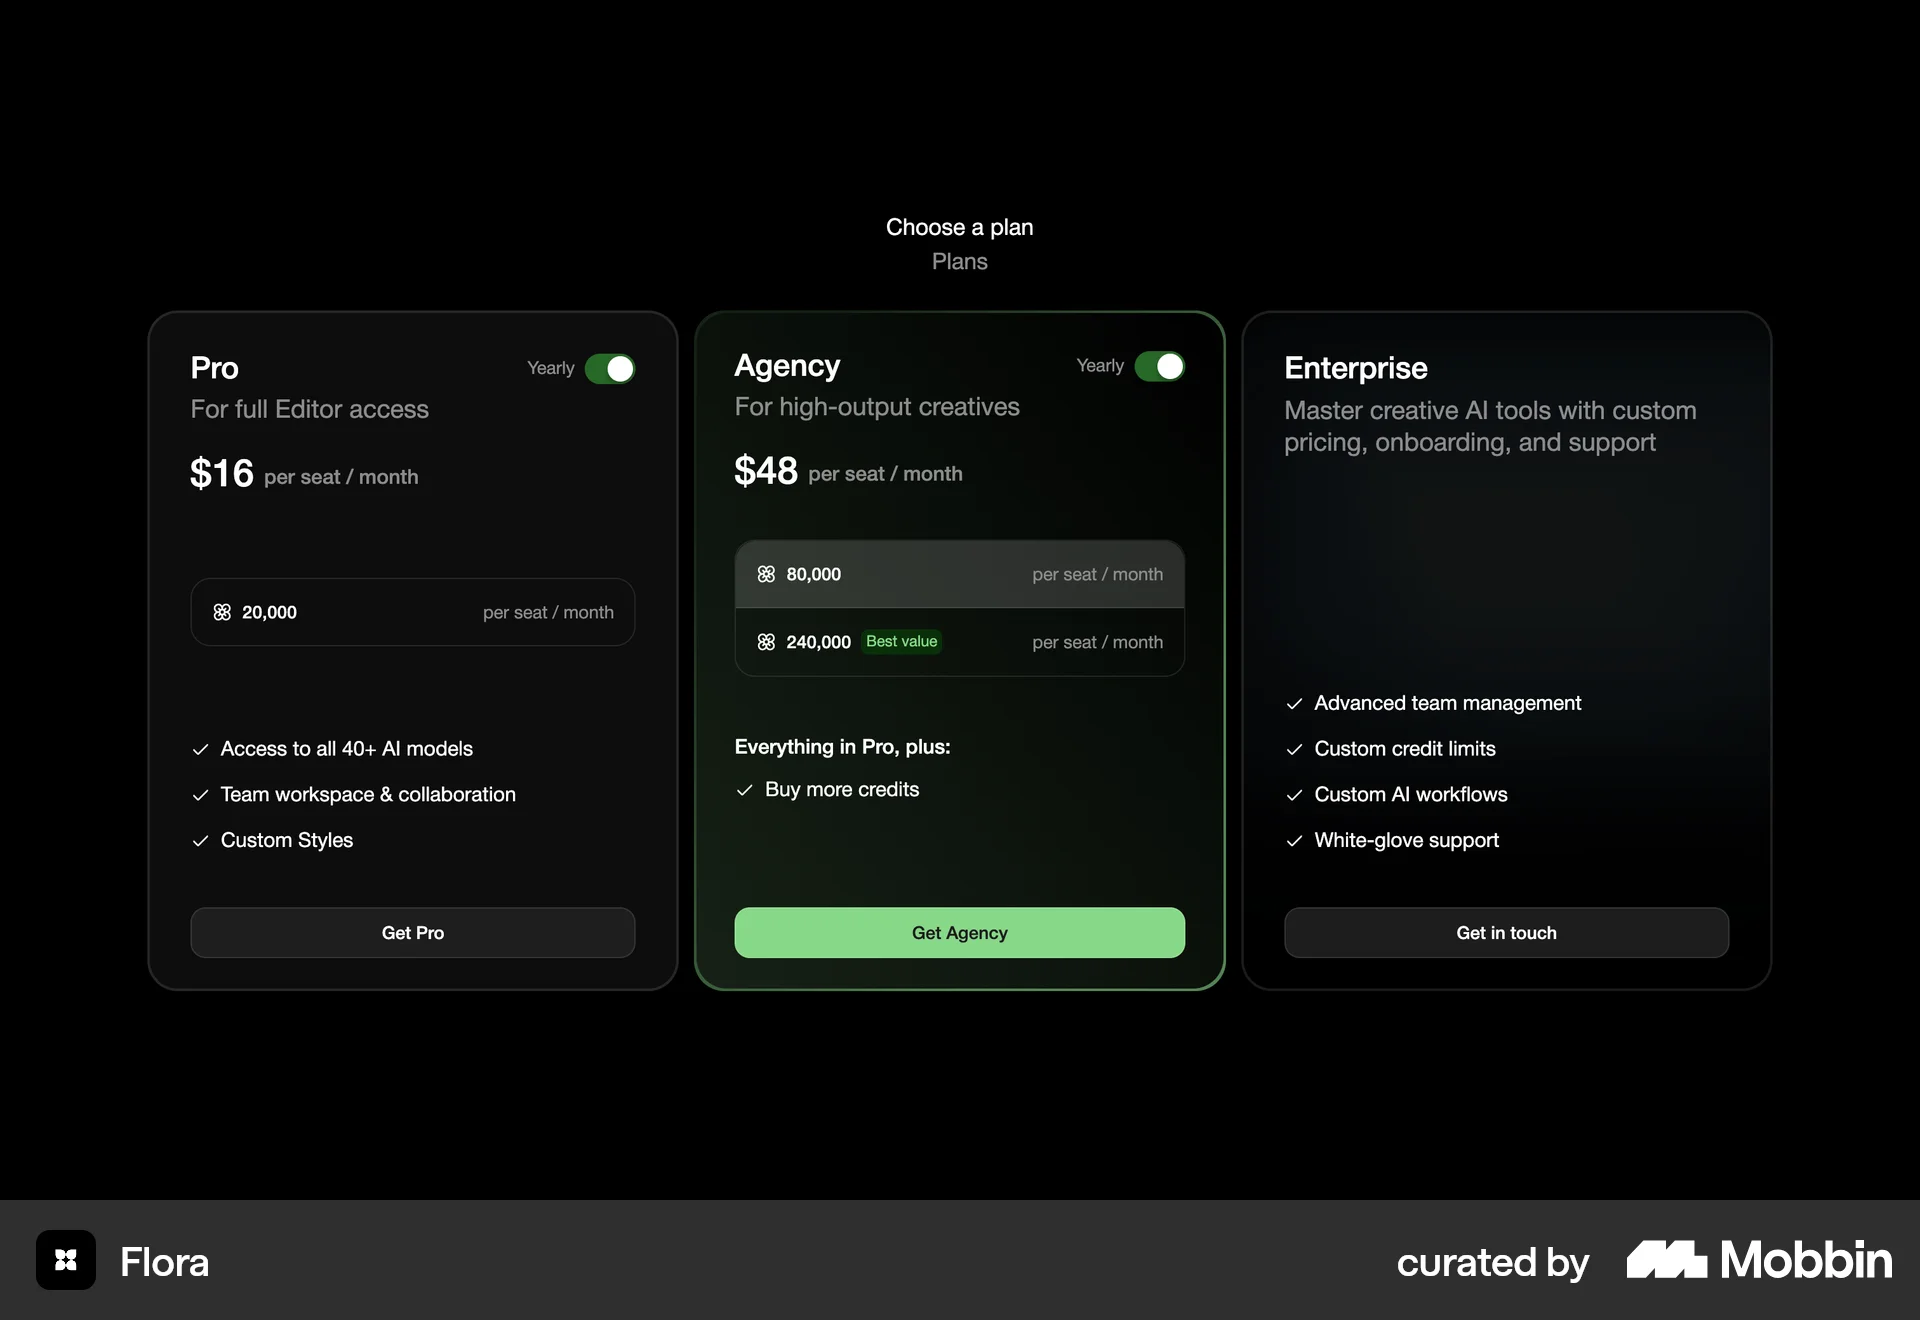 Choose a plan
Plans
Pro
Yearly
For full Editor access
$16 per seat / month
20,000 per seat / month
Access to all 40+ AI models
Team workspace & collaboration
Custom Styles
Get Pro
Agency
Yearly
For high-output creatives
$48 per seat / month
80,000 per seat / month
240,000 Best value per seat / month
Everything in Pro, plus:
Buy more credits
Get Agency
Enterprise
Master creative AI tools with custom
pricing, onboarding, and support
Advanced team management
Custom credit limits
Custom AI workflows
White-glove support
Get in touch
Flora
curated by Mobbin